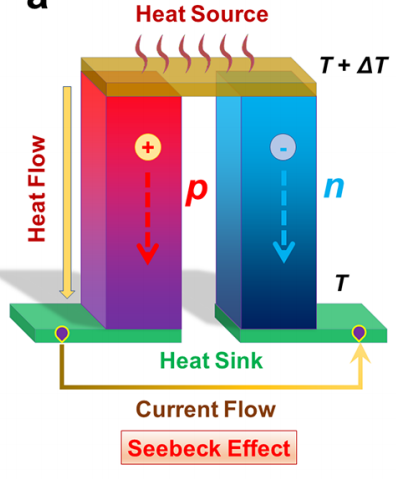 a
Heat Source
T + ΔT
Heat Flow
+
-
p
n
T
Heat Sink
Current Flow
Seebeck Effect